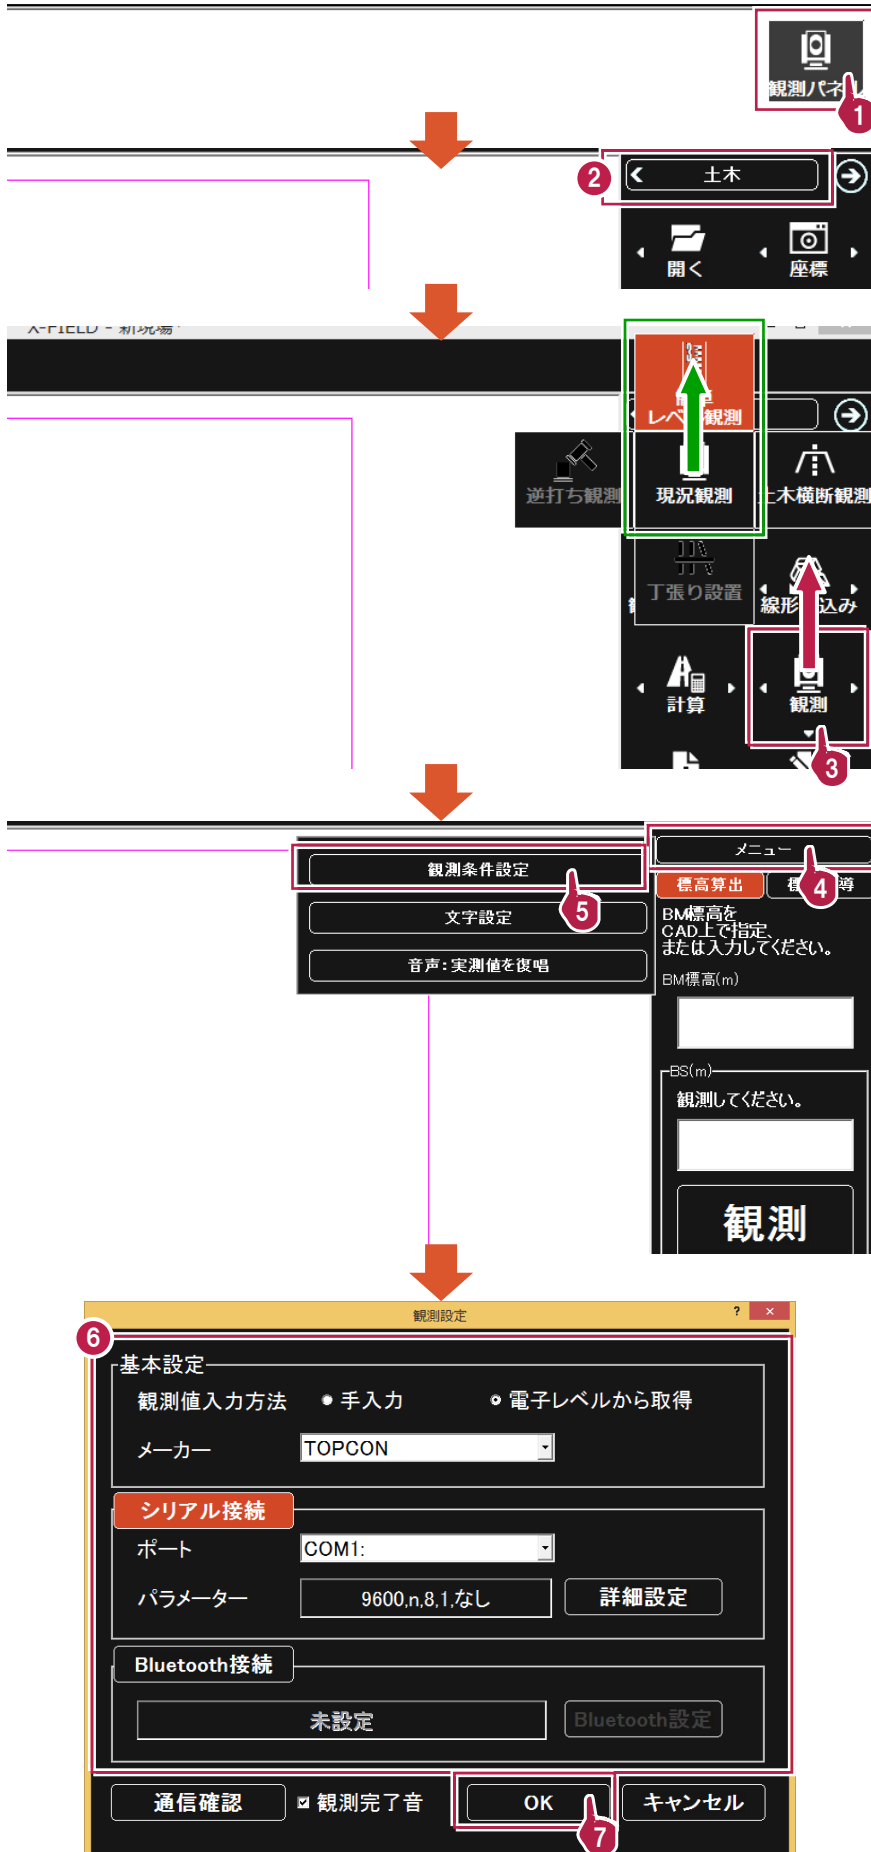 観測パネル
1
2
土木
開く
座標
X-FIELD - 新現場
レベル観測
逆打ち観測
現況観測
土木横断観測
丁張り設置
計算
観測
3
メニュー
4
観測条件設定
5
標高算出
文字設定
BM標高を
CAD上で指定、
または入力してください。
音声：実測値を復唱
BM標高(m)
BS(m)
観測してください。
観測
観測設定
?
×
6
基本設定
観測値入力方法
手入力
電子レベルから取得
メーカー
TOPCON
シリアル接続
ポート
COM1:
パラメーター
9600,n,8,1,なし
詳細設定
Bluetooth接続
未設定
Bluetooth設定
通信確認
観測完了音
OK
キャンセル
7